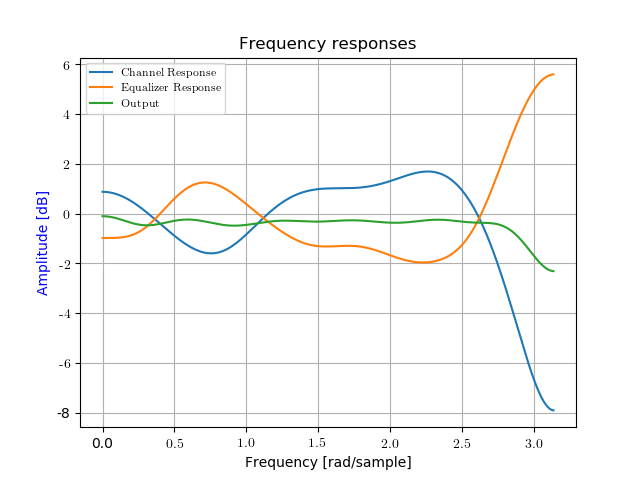 Frequency responses
Channel Response
Equalizer Response
Output
6
4
2
0
-2
-4
-6
-8
Amplitude [dB]
0.0 0.5 1.0 1.5 2.0 2.5 3.0
Frequency [rad/sample]